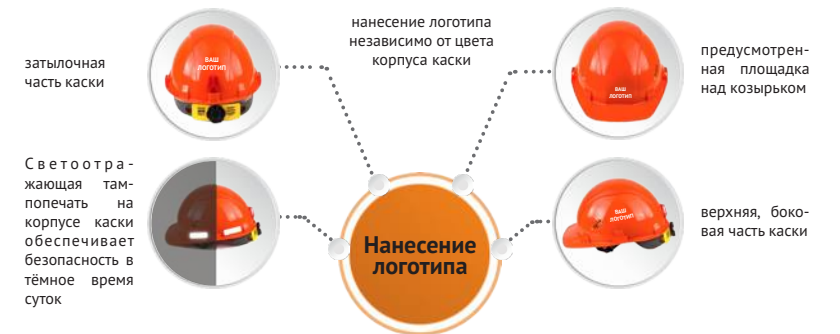 затылочная
часть каски
ВАШ
ЛОГОТИП
нанесение логотипа
независимо от цвета
корпуса каски
ВАШ
ЛОГОТИП
предусмотрен-
ная площадка
над козырьком
Светоотра-
жающая там-
попечать на
корпусе каски
обеспечивает
безопасность в
тёмное время
суток
Нанесение
логотипа
ВАШ
ЛОГОТИП
верхняя, боко-
вая часть каски